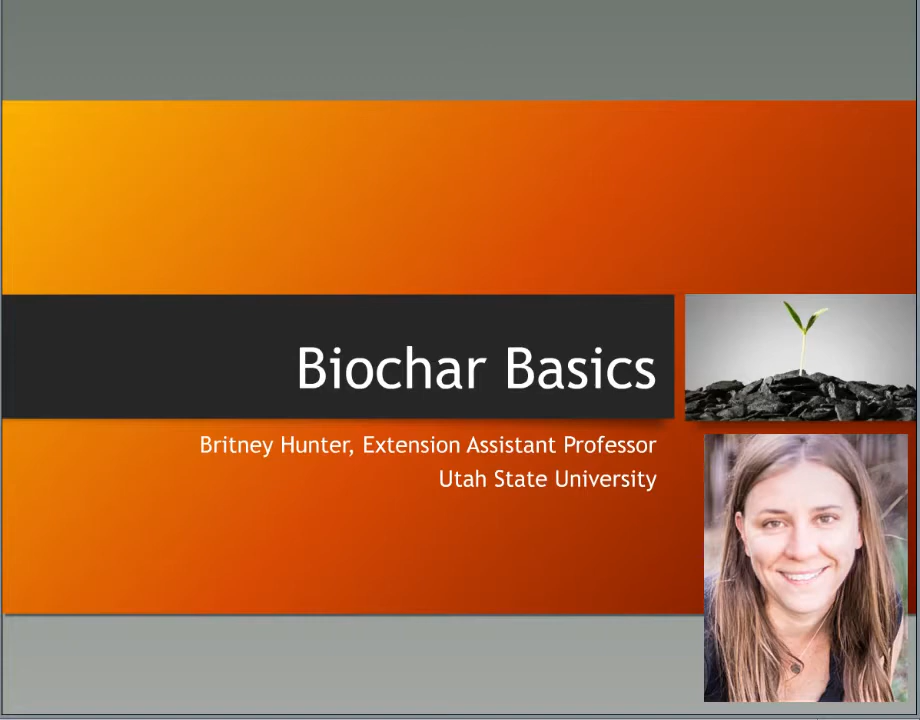 Biochar Basics
Britney Hunter, Extension Assistant Professor
Utah State University